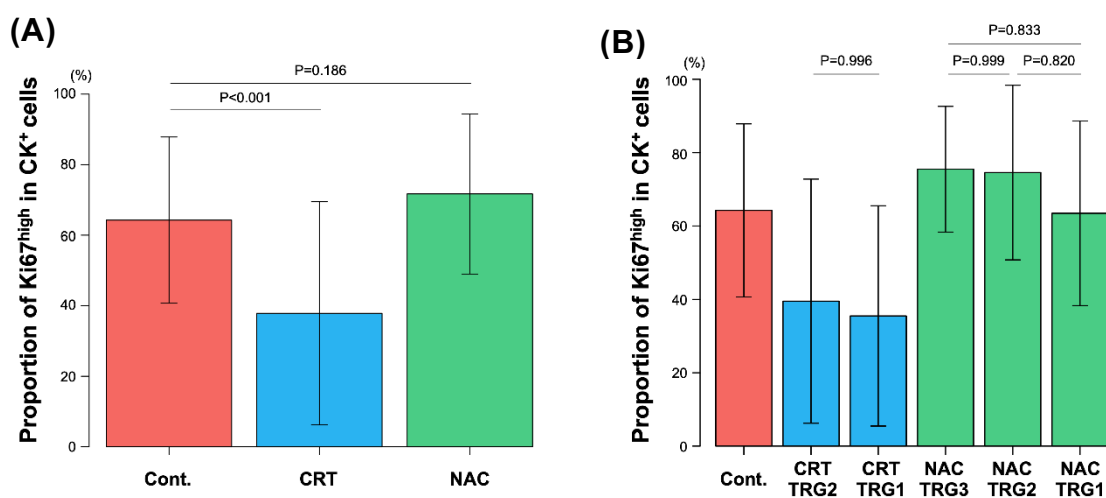 (A)
P=0.186
(%)
P<0.001
100
80
60
40
20
0
Proportion of Ki67high in CK+ cells
Cont.
CRT
NAC
(B)
P=0.833
(%)
P=0.996
P=0.999
P=0.820
100
80
60
40
20
0
Proportion of Ki67high in CK+ cells
Cont.
CRT
TRG2
CRT
TRG1
NAC
TRG3
NAC
TRG2
NAC
TRG1